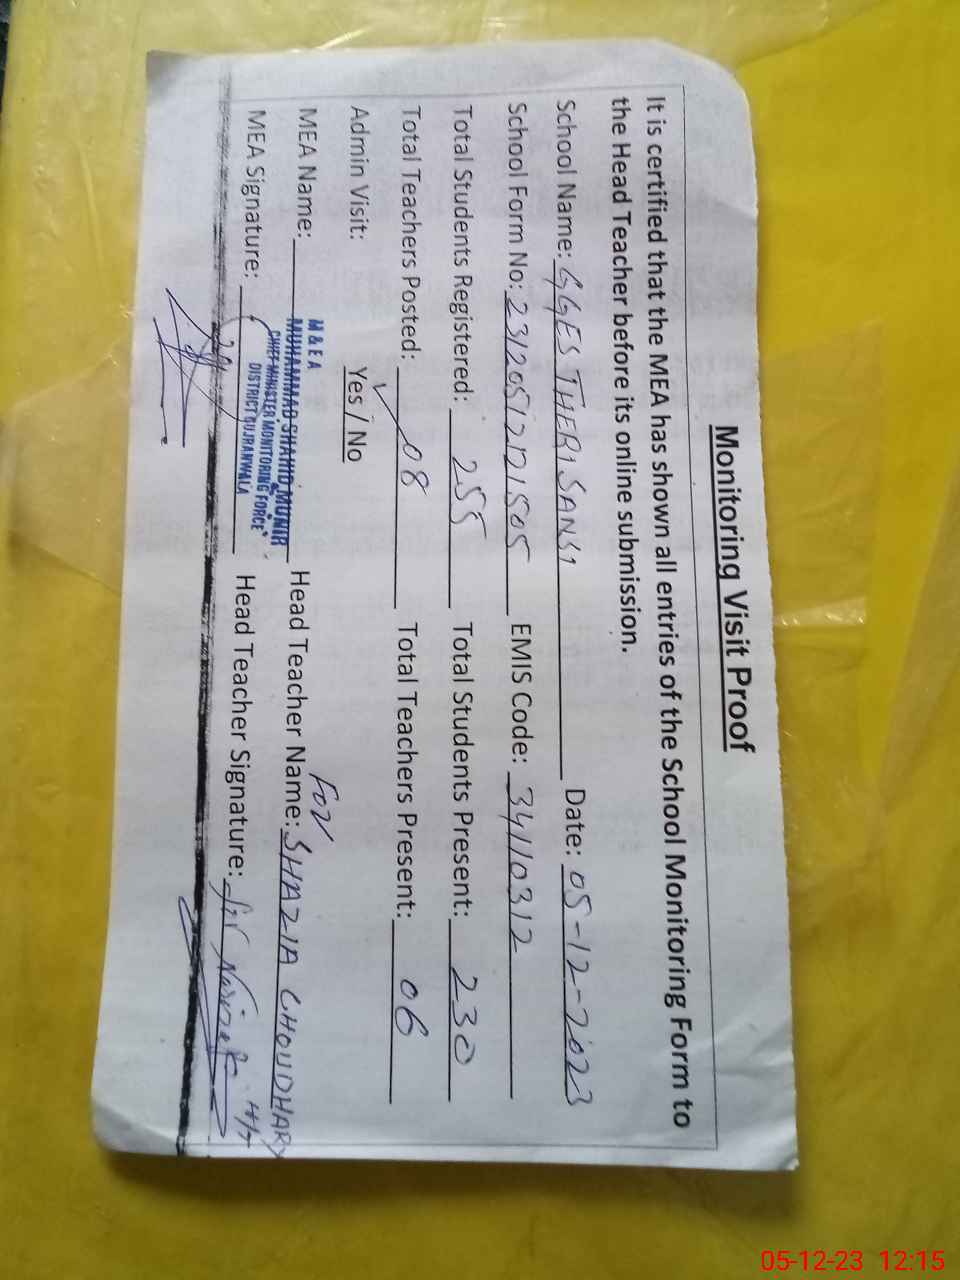 Monitoring Visit Proof
It is certified that the MEA has shown all entries of the School Monitoring Form to
the Head Teacher before its online submission.
School Name: GGES THERI SANSI Date: 05-12-2023
School Form No: 231205121721505 EMIS Code: 34110312
Total Students Registered: 255 Total Students Present: 230
Total Teachers Posted: 08 Total Teachers Present: 06
Admin Visit: Yes / No
M & E A
For
MEA Name: MUHAMMAD SHAHID MUNIR Head Teacher Name: SHAZIA CHOUDHARY
CHIEF MINISTER MONITORING FORCE
DISTRICT GUJRANWALA
MEA Signature: Head Teacher Signature:
05-12-23 12:15